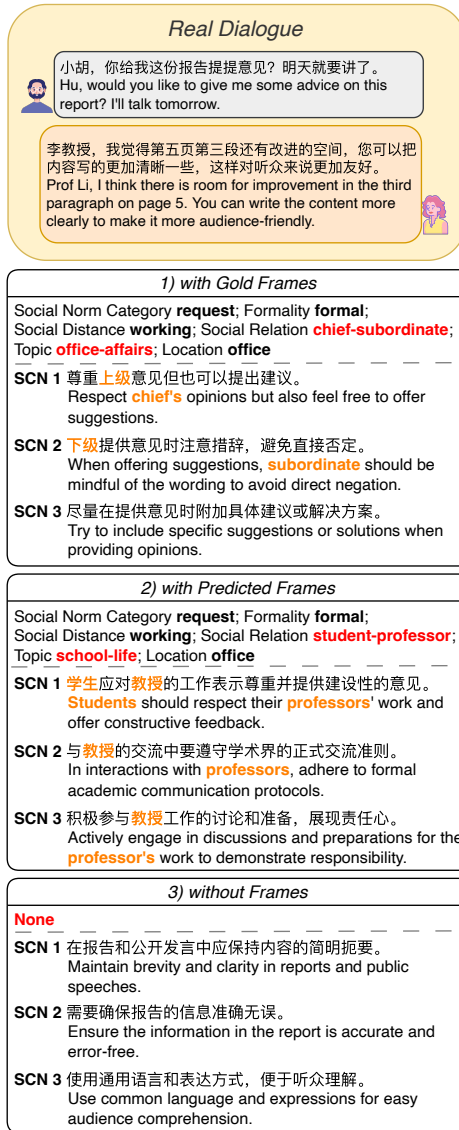 Real Dialogue
小胡，你给我这份报告提提意见？明天就要讲了。
Hu, would you like to give me some advice on this
report? I'll talk tomorrow.
李教授，我觉得第五页第三段还有改进的空间，您可以把
内容写的更加清晰一些，这样对听众来说更加友好。
Prof Li, I think there is room for improvement in the third
paragraph on page 5. You can write the content more
clearly to make it more audience-friendly.
1) with Gold Frames
Social Norm Category request; Formality formal;
Social Distance working; Social Relation chief-subordinate;
Topic office-affairs; Location office
SCN 1 尊重上级意见但也可以提出建议。
Respect chief's opinions but also feel free to offer
suggestions.
SCN 2 下级提供意见时注意措辞，避免直接否定。
When offering suggestions, subordinate should be
mindful of the wording to avoid direct negation.
SCN 3 尽量在提供意见时附加具体建议或解决方案。
Try to include specific suggestions or solutions when
providing opinions.
2) with Predicted Frames
Social Norm Category request; Formality formal;
Social Distance working; Social Relation student-professor;
Topic school-life; Location office
SCN 1 学生应对教授的工作表示尊重并提供建设性的意见。
Students should respect their professors' work and
offer constructive feedback.
SCN 2 与教授的交流中要遵守学术界的正式交流准则。
In interactions with professors, adhere to formal
academic communication protocols.
SCN 3 积极参与教授工作的讨论和准备，展现责任心。
Actively engage in discussions and preparations for the
professor's work to demonstrate responsibility.
3) without Frames
None
SCN 1 在报告和公开发言中应保持内容的简明扼要。
Maintain brevity and clarity in reports and public
speeches.
SCN 2 需要确保报告的信息准确无误。
Ensure the information in the report is accurate and
error-free.
SCN 3 使用通用语言和表达方式，便于听众理解。
Use common language and expressions for easy
audience comprehension.